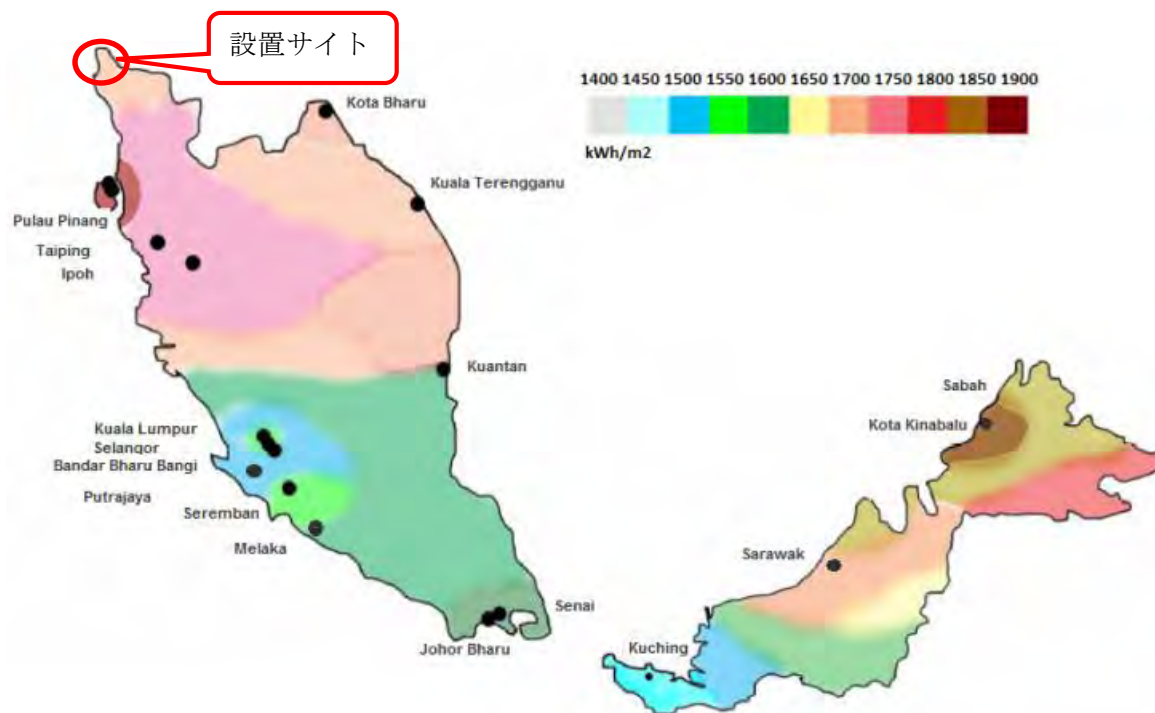 設置サイト
1400 1450 1500 1550 1600 1650 1700 1750 1800 1850 1900
kWh/m2
Kota Bharu
Kuala Terengganu
Pulau Pinang
Taiping
Ipoh
Kuantan
Kuala Lumpur
Selangor
Bandar Bharu Bangi
Putrajaya
Seremban
Melaka
Senai
Johor Bharu
Sabah
Kota Kinabalu
Sarawak
Kuching